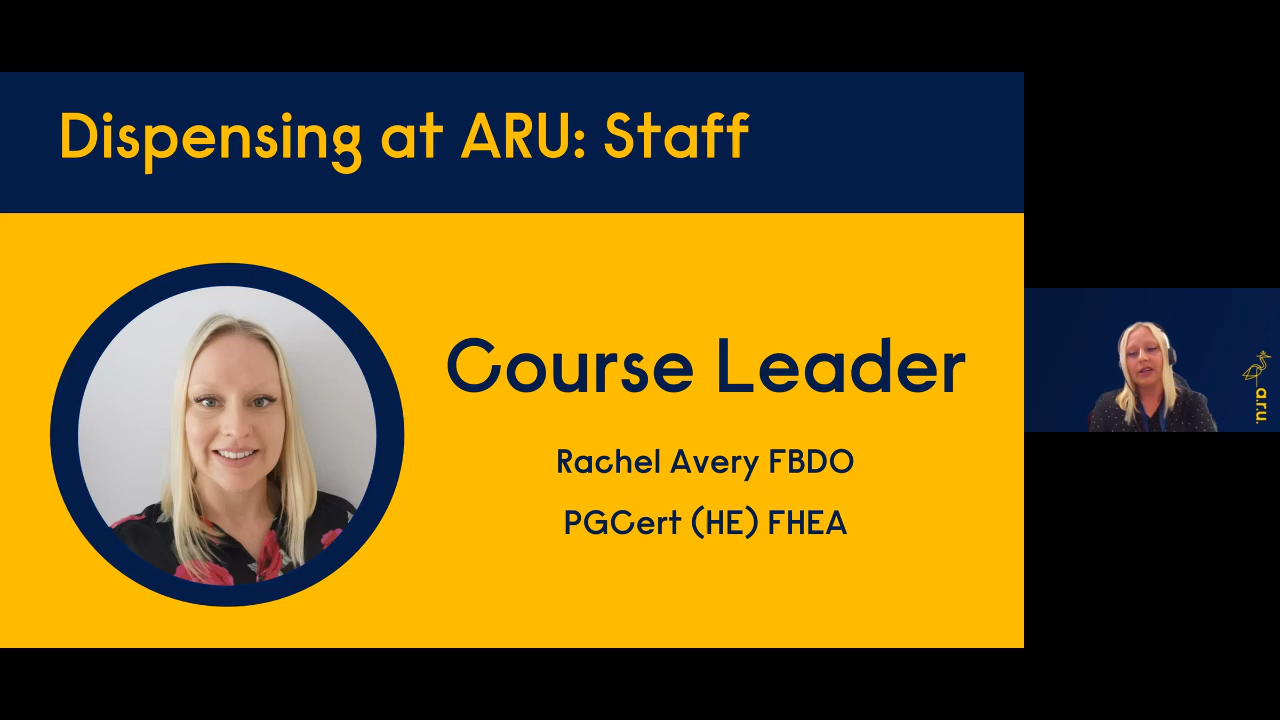 Dispensing at ARU: Staff
Course Leader
Rachel Avery FBDO
PGCert (HE) FHEA
a.r.u.